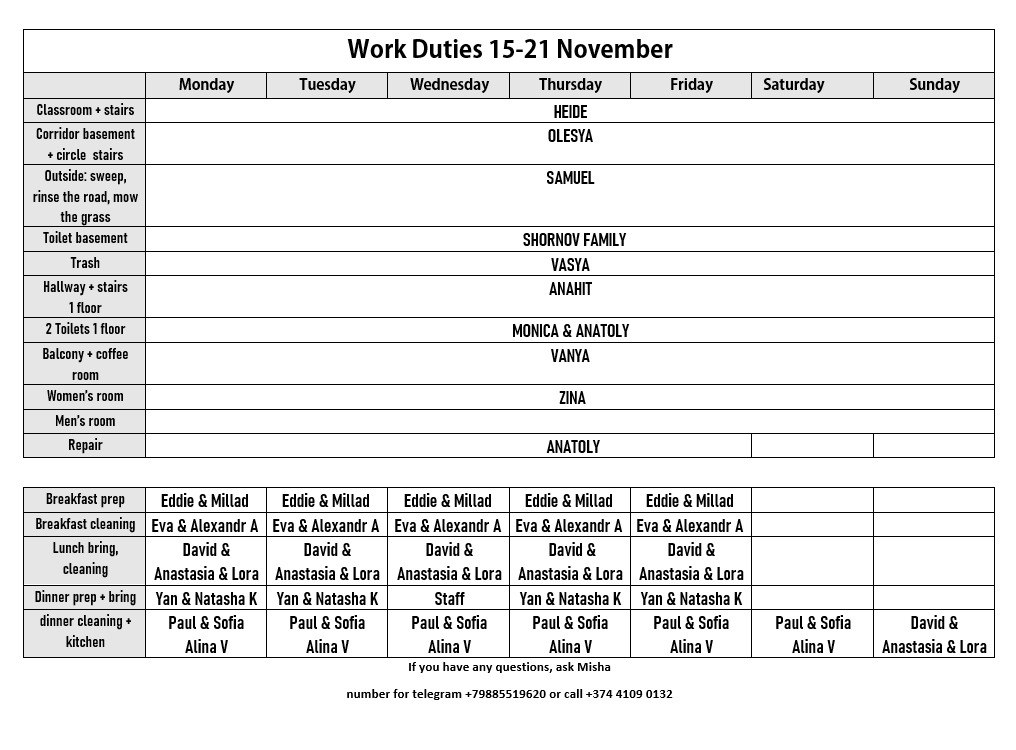 Work Duties 15-21 November
Monday Tuesday Wednesday Thursday Friday Saturday Sunday
Classroom + stairs HEIDE
Corridor basement OLESYA
+ circle stairs
Outside: sweep, SAMUEL
rinse the road, mow
the grass
Toilet basement SHORNOV FAMILY
Trash VASYA
Hallway + stairs ANAHIT
1 floor
2 Toilets 1 floor MONICA & ANATOLY
Balcony + coffee VANYA
room
Women's room ZINA
Men's room
Repair ANATOLY
Breakfast prep Eddie & Millad Eddie & Millad Eddie & Millad Eddie & Millad Eddie & Millad
Breakfast cleaning Eva & Alexandr A Eva & Alexandr A Eva & Alexandr A Eva & Alexandr A Eva & Alexandr A
Lunch bring, David & David & David & David & David &
cleaning Anastasia & Lora Anastasia & Lora Anastasia & Lora Anastasia & Lora Anastasia & Lora
Dinner prep + bring Yan & Natasha K Yan & Natasha K Staff Yan & Natasha K Yan & Natasha K
dinner cleaning + Paul & Sofia Paul & Sofia Paul & Sofia Paul & Sofia Paul & Sofia Paul & Sofia David &
kitchen Alina V Alina V Alina V Alina V Alina V Alina V Anastasia & Lora
If you have any questions, ask Misha
number for telegram +79885519620 or call +374 4109 0132